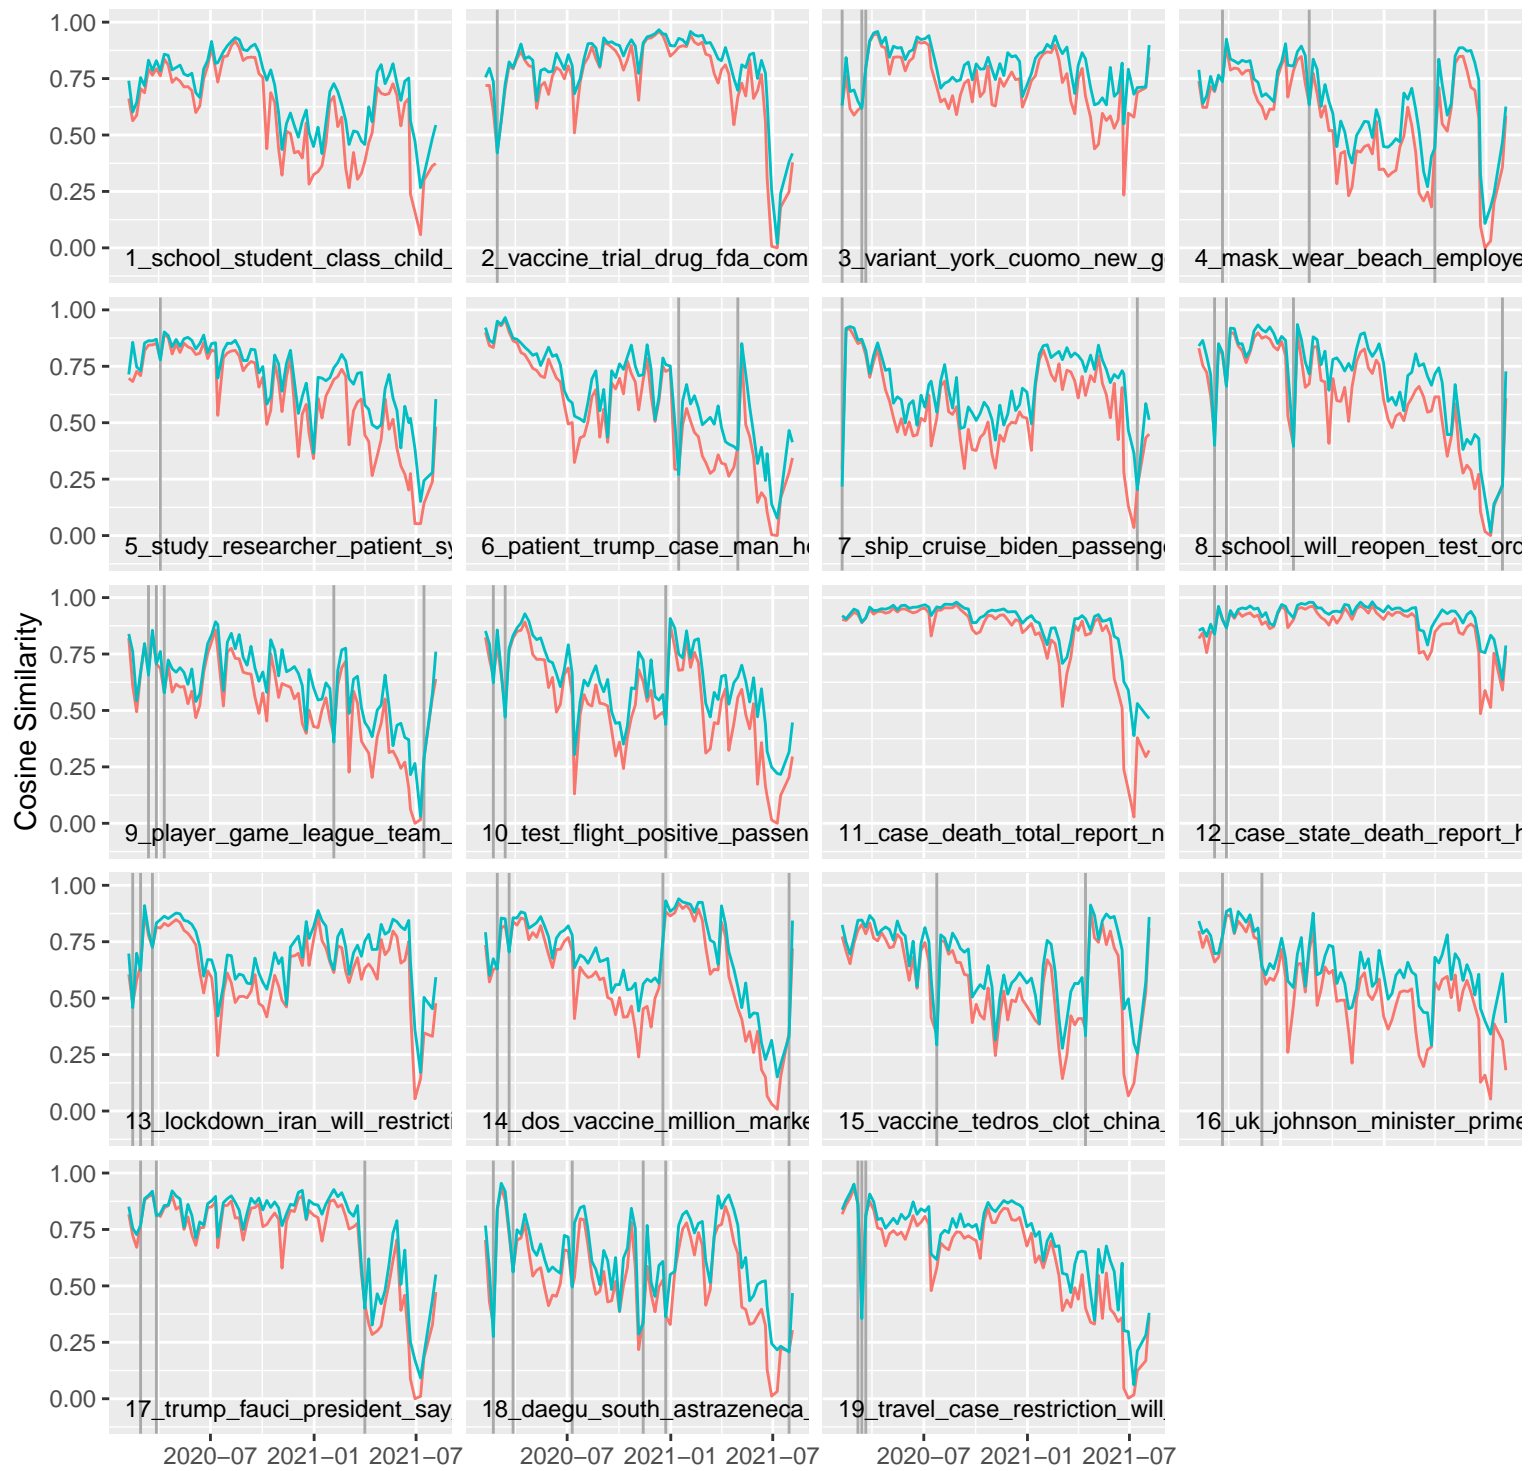 Cosine Similarity
1.00
0.75
0.50
0.25
0.00
1_school_student_class_child_
2_vaccine_trial_drug_fda_com
3_variant_york_cuomo_new_g
4_mask_wear_beach_employe
1.00
0.75
0.50
0.25
0.00
5_study_researcher_patient_sy
6_patient_trump_case_man_ho
7_ship_cruise_biden_passenge
8_school_will_reopen_test_ord
1.00
0.75
0.50
0.25
0.00
9_player_game_league_team_
10_test_flight_positive_passen
11_case_death_total_report_n
12_case_state_death_report_h
1.00
0.75
0.50
0.25
0.00
13_lockdown_iran_will_restricti
14_dos_vaccine_million_marke
15_vaccine_tedros_clot_china_
16_uk_johnson_minister_prime
1.00
0.75
0.50
0.25
0.00
17_trump_fauci_president_say_
18_daegu_south_astrazeneca_
19_travel_case_restriction_will_
2020−07 2021−01 2021−07
2020−07 2021−01 2021−07
2020−07 2021−01 2021−07